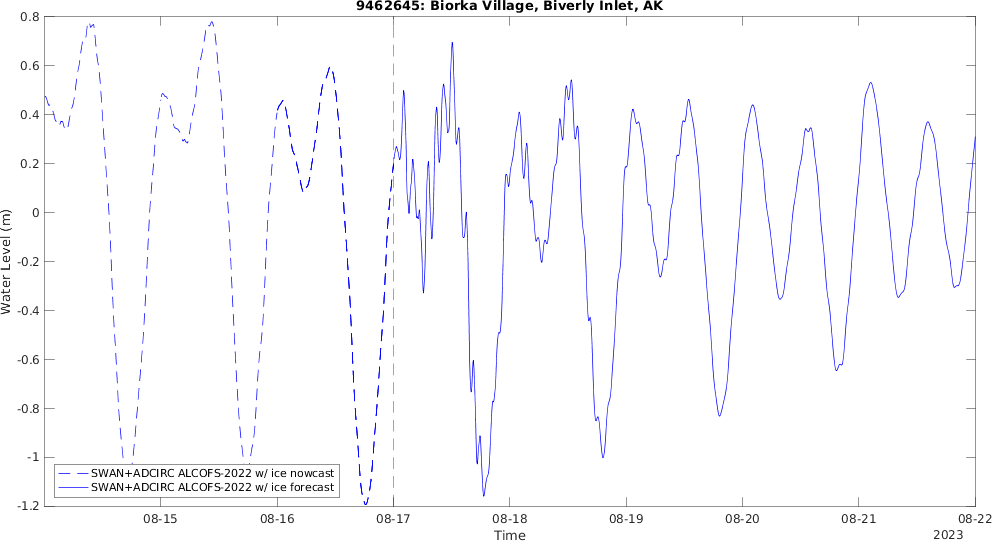 9462645: Biorka Village, Biverly Inlet, AK
0.8
0.6
0.4
0.2
0
-0.2
-0.4
-0.6
-0.8
-1
-1.2
Water Level (m)
SWAN+ADCIRC ALCOFS-2022 w/ ice nowcast
SWAN+ADCIRC ALCOFS-2022 w/ ice forecast
08-15 08-16 08-17 08-18 08-19 08-20 08-21 08-22
Time
2023